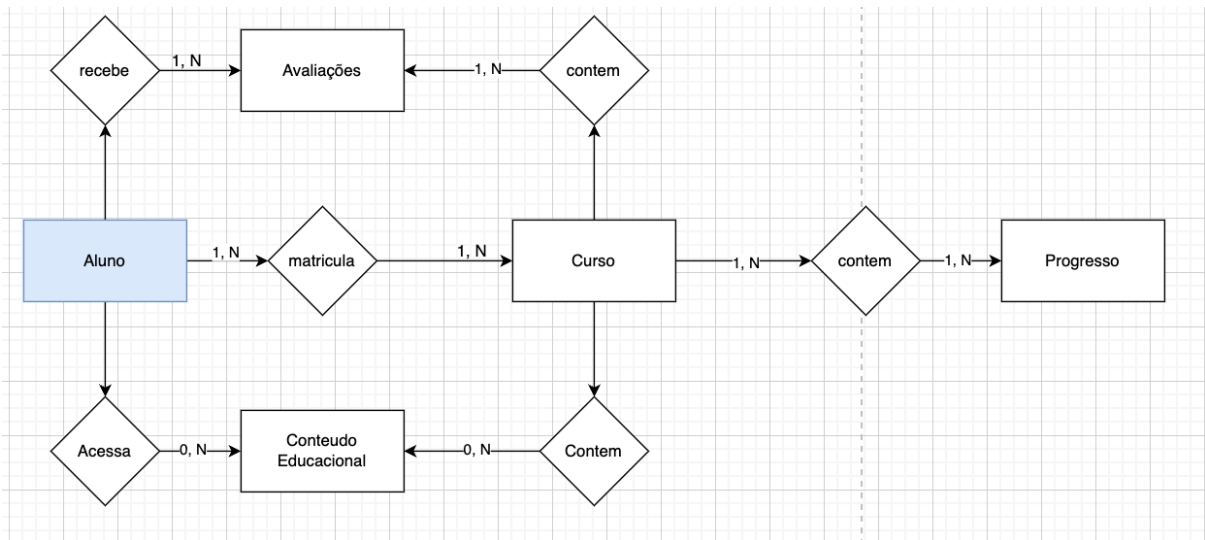 recebe
1, N
Avaliações
1, N
contem
Aluno
1, N
matricula
1, N
Curso
1, N
contem
1, N
Progresso
Acessa
0, N
Conteudo
Educacional
0, N
Contem